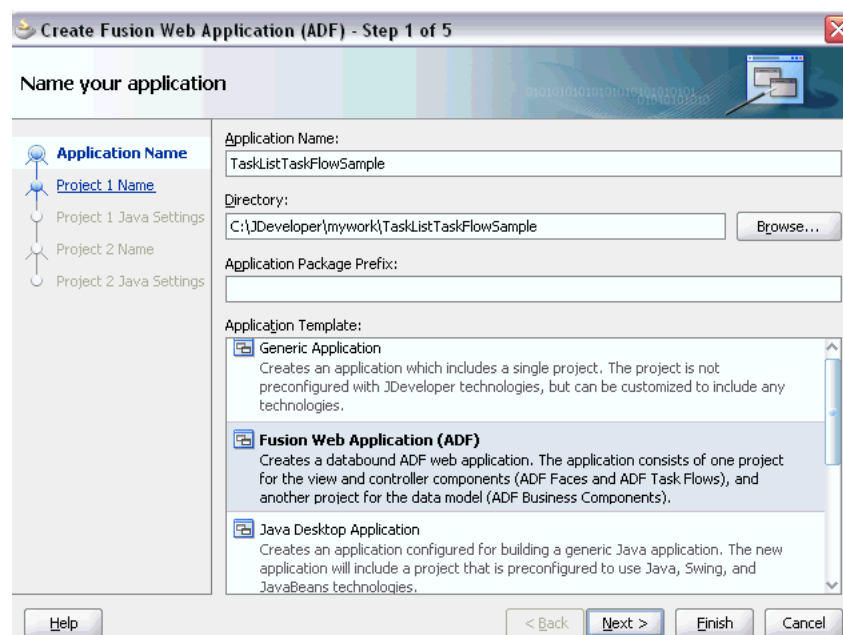 Create Fusion Web Application (ADF) - Step 1 of 5
Name your application
Application Name
Project 1 Name
Project 1 Java Settings
Project 2 Name
Project 2 Java Settings
Application Name:
TaskListTaskFlowSample
Directory:
C:\JDeveloper\mywork\TaskListTaskFlowSample
Browse...
Application Package Prefix:
Application Template:
Generic Application
Creates an application which includes a single project. The project is not
preconfigured with JDeveloper technologies, but can be customized to include any
technologies.
Fusion Web Application (ADF)
Creates a databound ADF web application. The application consists of one project
for the view and controller components (ADF Faces and ADF Task Flows), and
another project for the data model (ADF Business Components).
Java Desktop Application
Creates an application configured for building a generic Java application. The new
application will include a project that is preconfigured to use Java, Swing, and
JavaBeans technologies.
Help
< Back
Next >
Finish
Cancel